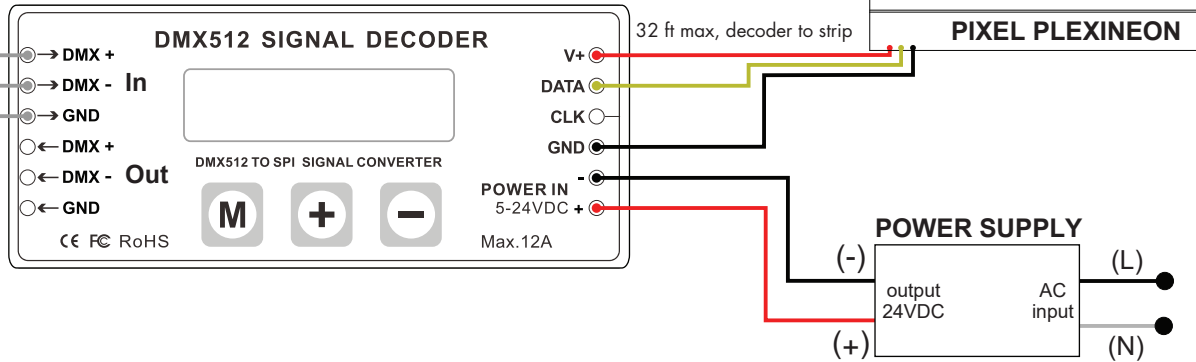 DMX512 SIGNAL DECODER
DMX +
DMX - In
GND
DMX +
DMX - Out
GND
CE FC RoHS
DMX512 TO SPI SIGNAL CONVERTER
M + −
V+
DATA
CLK
GND
-
POWER IN
5-24VDC +
Max.12A
32 ft max, decoder to strip
PIXEL PLEXINEON
POWER SUPPLY
(-)
(+)
output
24VDC
AC
input
(L)
(N)